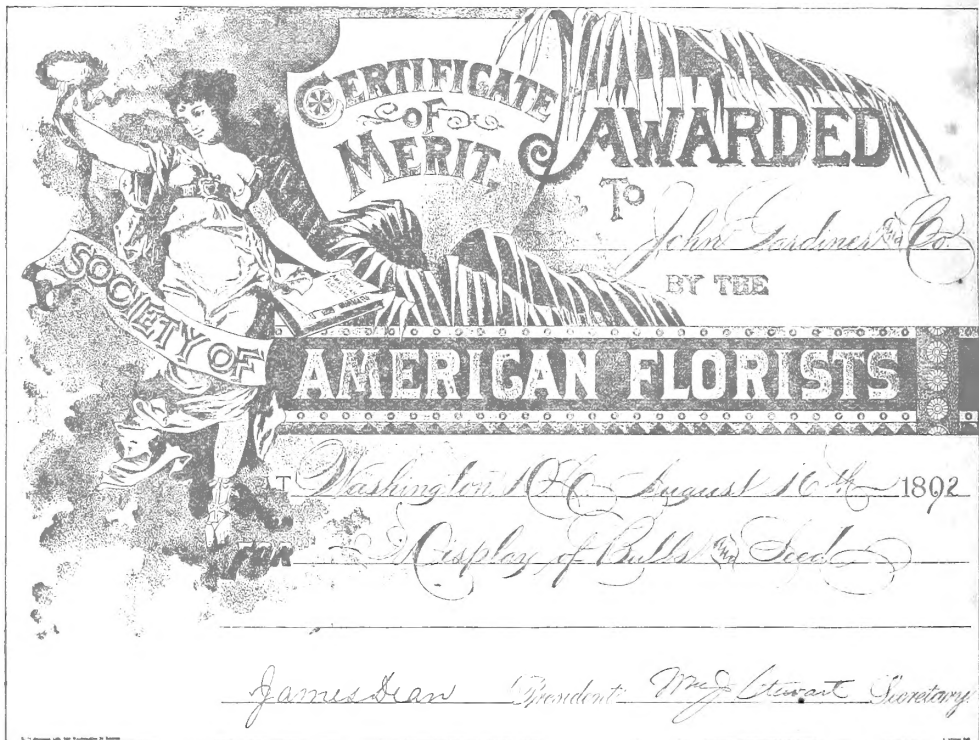 CERTIFICATE
OF
MERIT.
AWARDED
TO
John Gardiner & Co.
BY THE
SOCIETY OF
AMERICAN FLORISTS
AT Washington D.C. August 16th 1892
FOR Display of Bulbs and Seed
James Dean President Wm J. Stewart Secretary.